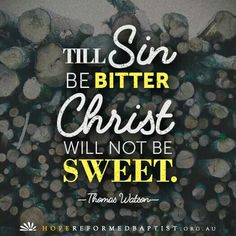 TILL Sin
BE BITTER
Christ
WILL NOT BE
SWEET.
—Thomas Watson—
HOPEREFORMEDBAPTIST.ORG.AU